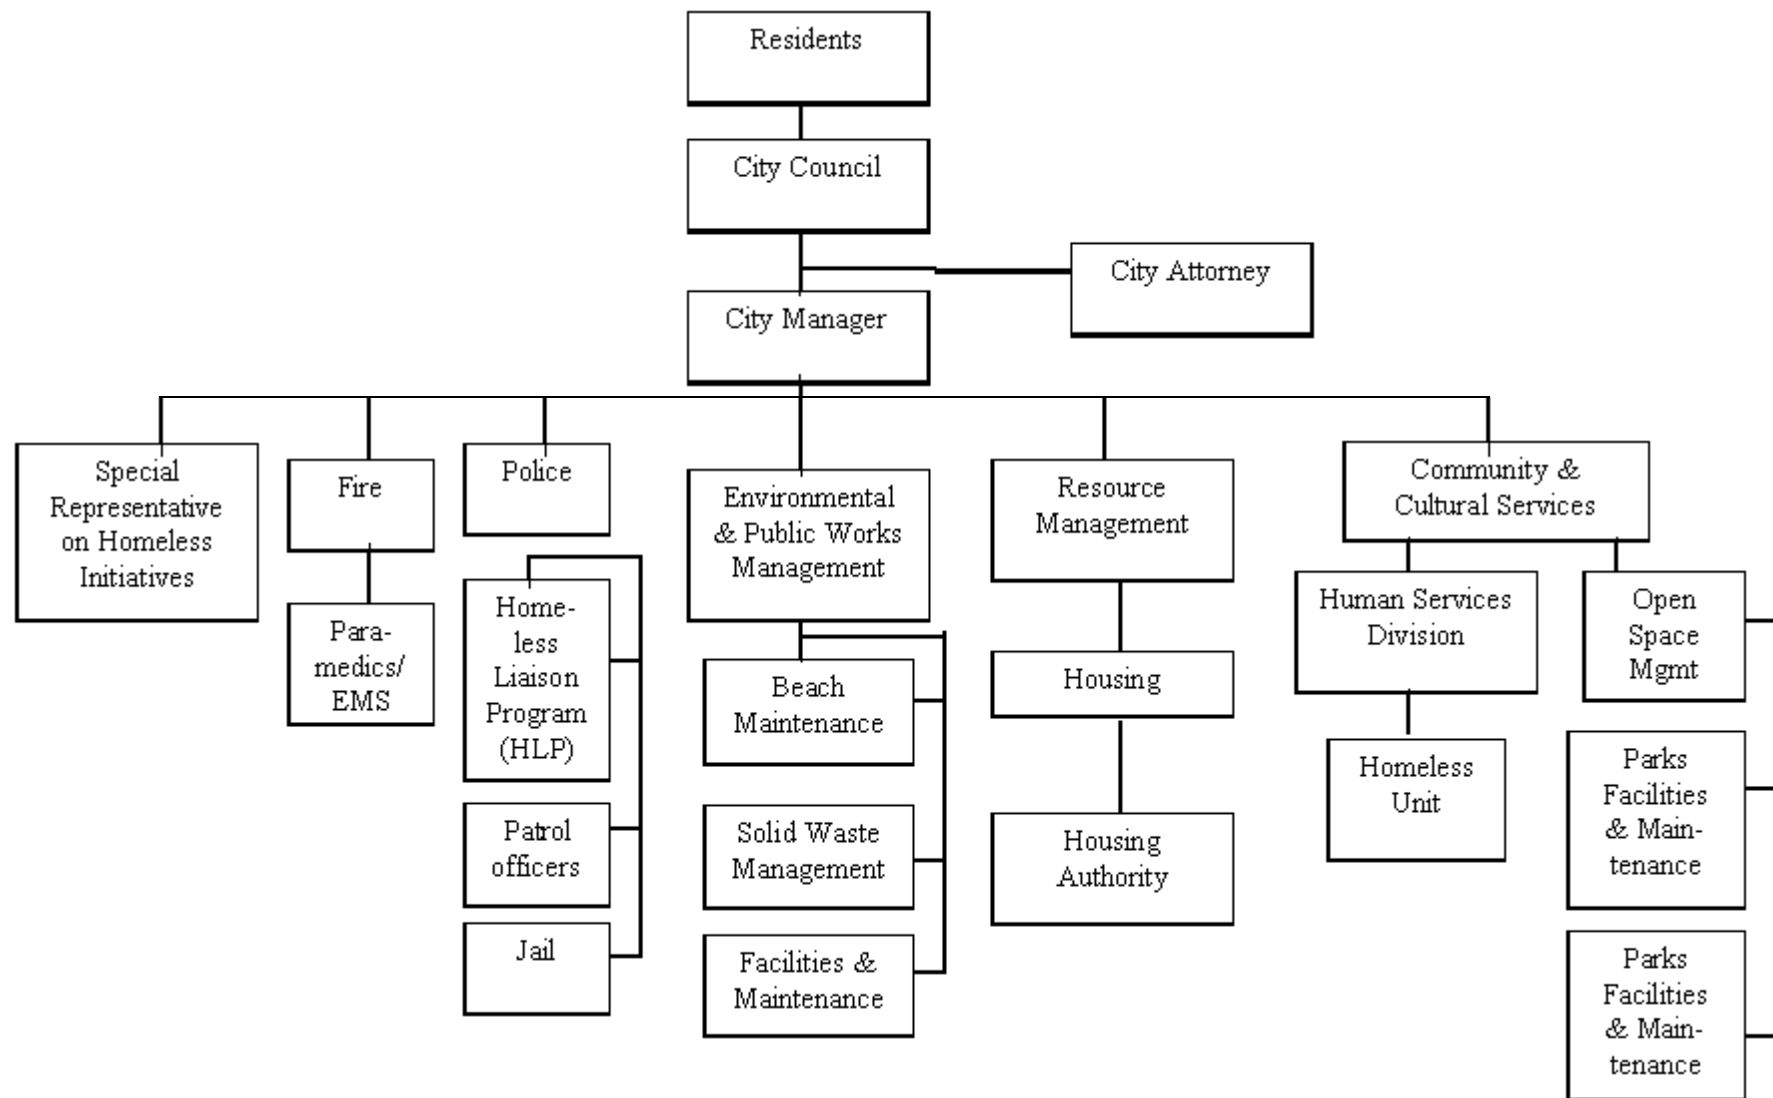 Residents
City Council
City Attorney
City Manager
Special
Representative
on Homeless
Initiatives
Fire
Police
Environmental
& Public Works
Management
Resource
Management
Community &
Cultural Services
Para-
medics/
EMS
Home-
less
Liaison
Program
(HLP)
Patrol
officers
Jail
Beach
Maintenance
Solid Waste
Management
Facilities &
Maintenance
Housing
Housing
Authority
Human Services
Division
Homeless
Unit
Open
Space
Mgmt
Parks
Facilities
& Main-
tenance
Parks
Facilities
& Main-
tenance